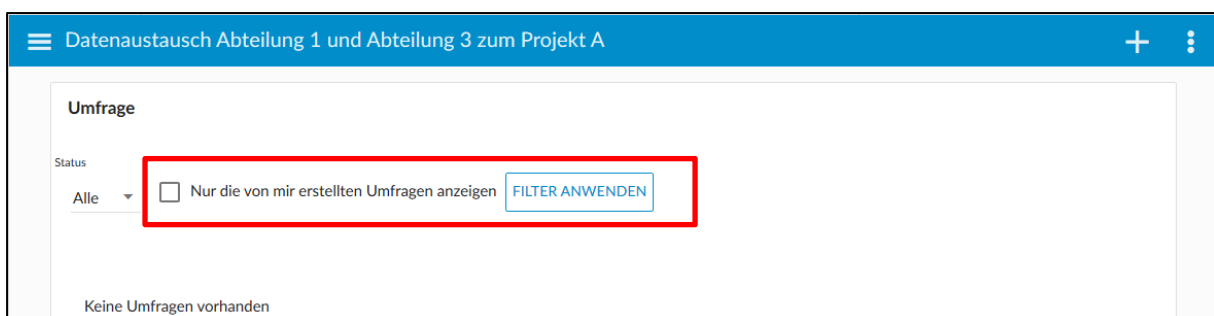 Datenaustausch Abteilung 1 und Abteilung 3 zum Projekt A
Umfrage
Status
Alle
Nur die von mir erstellten Umfragen anzeigen FILTER ANWENDEN
Keine Umfragen vorhanden